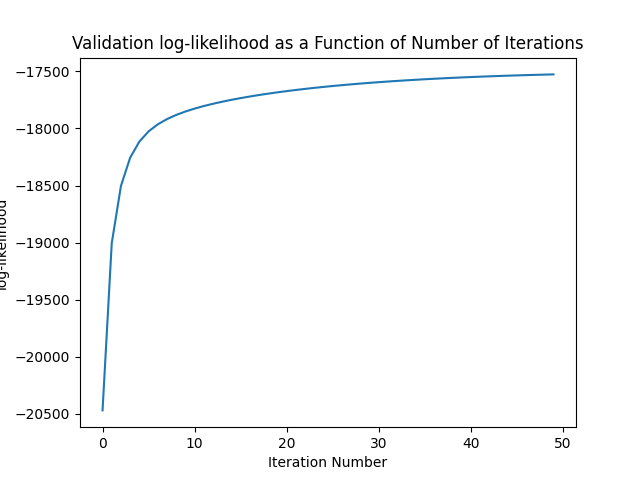 Validation log-likelihood as a Function of Number of Iterations
−17500
−18000
−18500
−19000
−19500
−20000
−20500
log-likelihood
0 10 20 30 40 50
Iteration Number